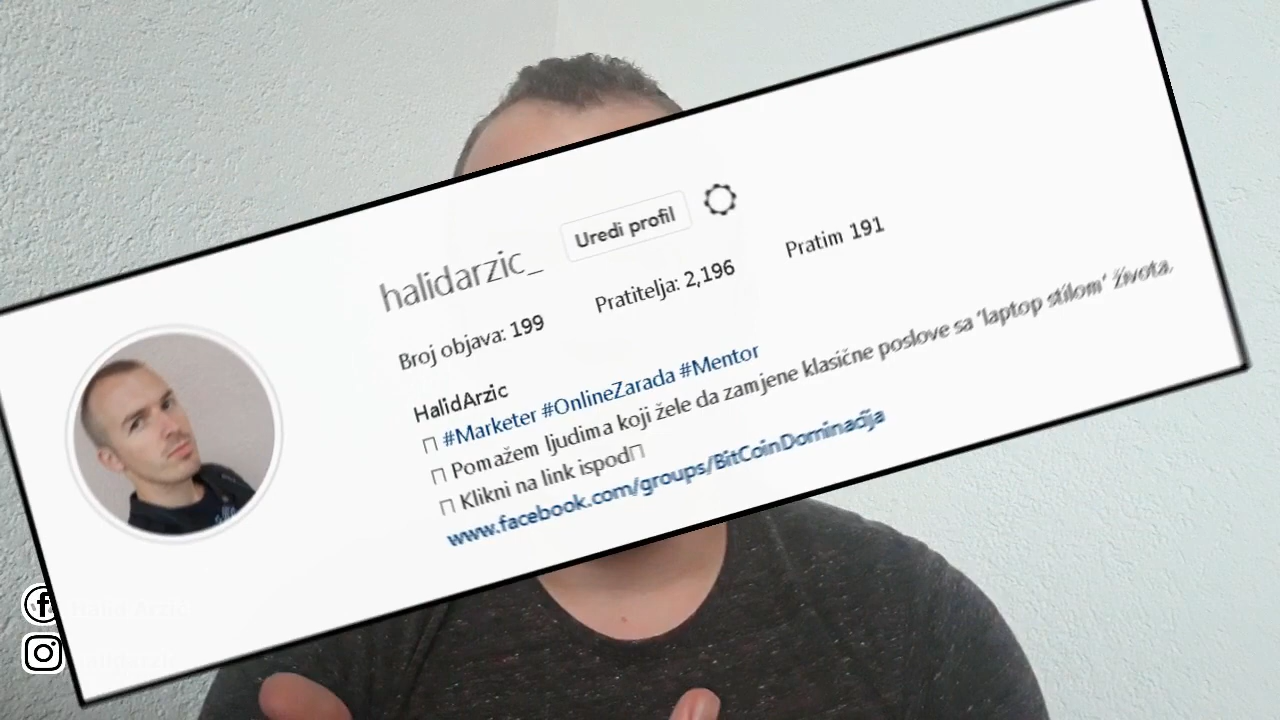 halidarzic_ Uredi profil
Broj objava: 199 Pratitelja: 2,196 Pratim 191
HalidArzic
#Marketer #OnlineZarada #Mentor
Pomažem ljudima koji žele da zamjene klasične poslove sa 'laptop stilom' života.
Klikni na link ispod
www.facebook.com/groups/BitCoinDominacija